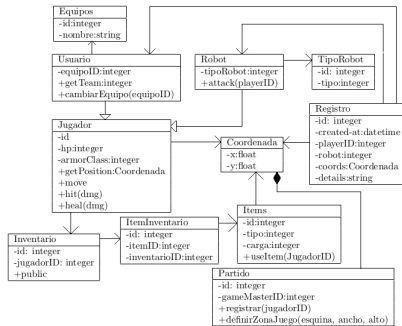 Equipos
-id:integer
-nombre:string
Usuario
-equipoID:integer
+getTeam:integer
+cambiarEquipo(equipoID)
Robot
-tipoRobot:integer
+attack(playerID)
TipoRobot
-id: integer
-tipo:integer
Registro
-id: integer
-created-at:datetime
-playerID:integer
-robot:integer
-coords:Coordenada
-details:string
Jugador
-id
-hp:integer
-armorClass:integer
+getPosition:Coordenada
+move
+hit(dmg)
+heal(dmg)
Coordenada
-x:float
-y:float
Inventario
-id: integer
-jugadorID: integer
+public
ItemInventario
-id: integer
-itemID:integer
-inventarioID:integer
Items
-id:integer
-tipo:integer
-carga:integer
+useItem(JugadorID)
Partido
-id: integer
-gameMasterID:integer
+registrar(jugadorID)
+definirZonaJuego(esquina, ancho, alto)